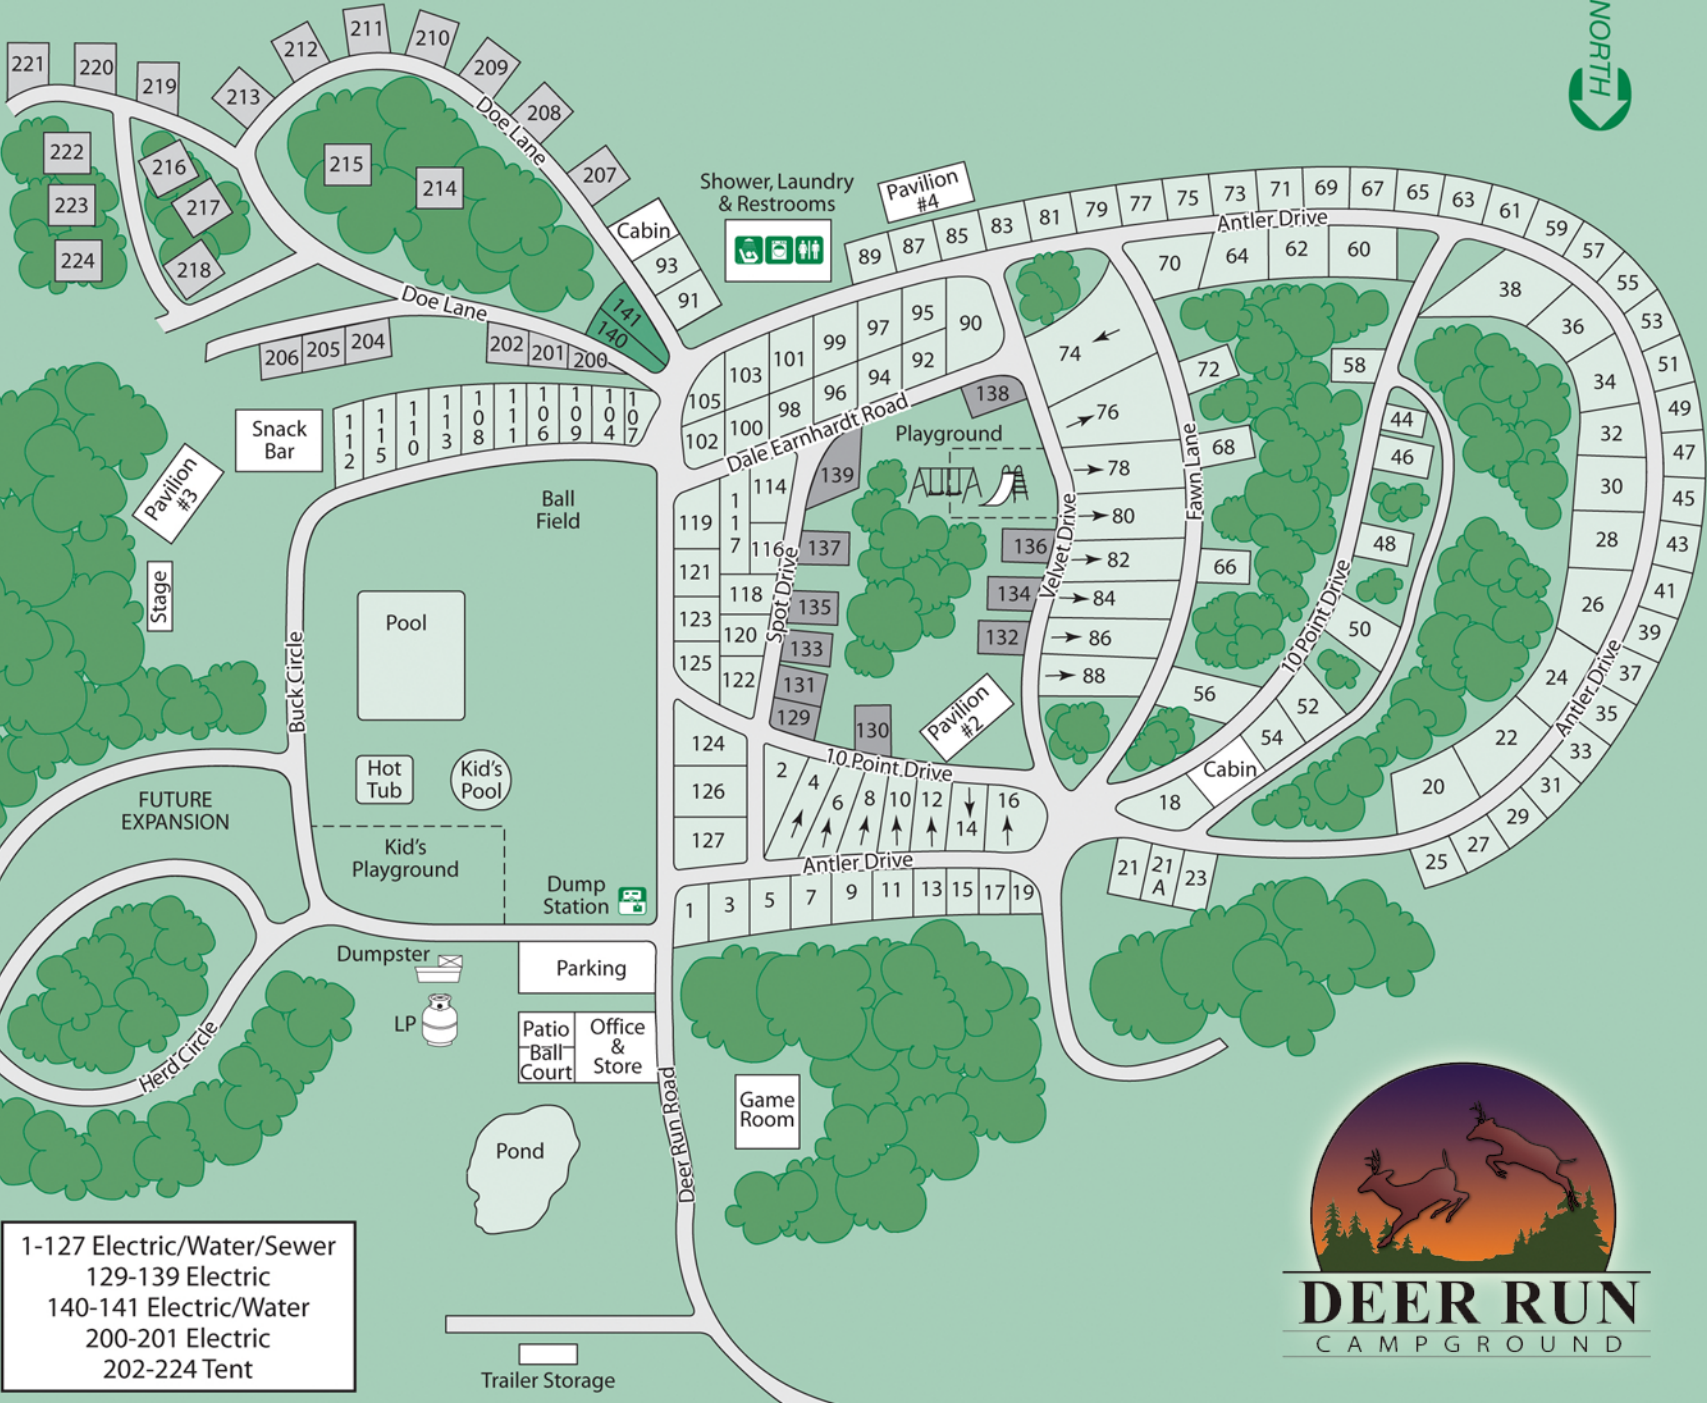 NORTH
221
220
219
213
212
211
210
209
208
207
222
223
224
216
217
218
215
214
Doe Lane
Doe Lane
206
205
204
202
201
200
141
140
Cabin
93
91
Shower, Laundry
& Restrooms
Pavilion
#4
89
87
85
83
81
79
77
75
73
71
69
67
65
63
61
59
57
55
53
51
49
47
45
43
41
39
37
35
33
31
29
27
25
Antler Drive
70
64
62
60
38
36
34
32
30
28
26
24
22
20
Antler Drive
105
103
101
99
97
95
90
102
100
98
96
94
92
Dale Earnhardt Road
138
139
Playground
74
76
78
80
82
84
86
88
Velvet Drive
Fawn Lane
72
68
66
56
58
44
46
48
50
52
54
Cabin
18
10 Point Drive
136
134
132
137
135
133
131
129
130
Pavilion
#2
Spot Drive
119
117
114
116
121
118
123
120
125
122
124
126
127
10 Point Drive
2
4
6
8
10
12
14
16
Antler Drive
1
3
5
7
9
11
13
15
17
19
21
21
A
23
Snack
Bar
112
115
110
113
108
111
106
109
104
107
Pavilion
#3
Stage
Ball
Field
Pool
Buck Circle
Hot
Tub
Kid's
Pool
FUTURE
EXPANSION
Kid's
Playground
Dump
Station
Dumpster
LP
Parking
Patio
Ball
Court
Office
&
Store
Herd Circle
Deer Run Road
Game
Room
Pond
Trailer Storage
1-127 Electric/Water/Sewer
129-139 Electric
140-141 Electric/Water
200-201 Electric
202-224 Tent
DEER RUN
CAMPGROUND